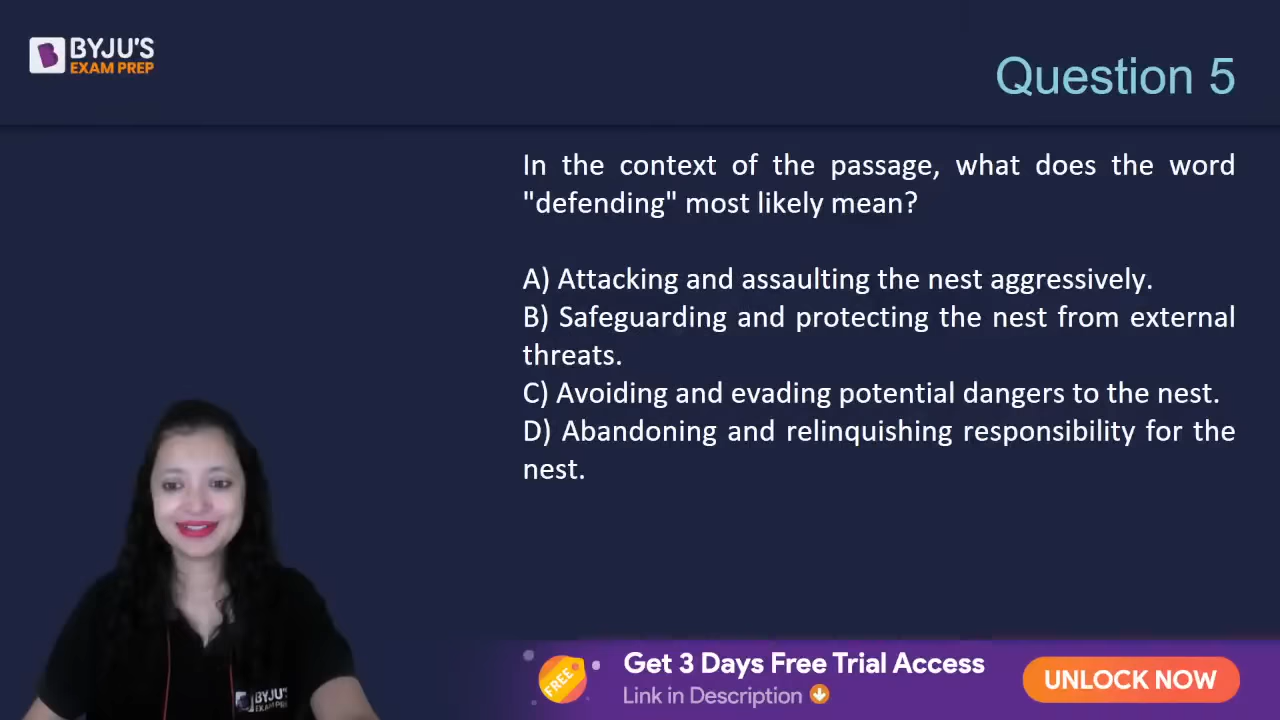 BYJU'S
EXAM PREP
Question 5
In the context of the passage, what does the word
"defending" most likely mean?
A) Attacking and assaulting the nest aggressively.
B) Safeguarding and protecting the nest from external
threats.
C) Avoiding and evading potential dangers to the nest.
D) Abandoning and relinquishing responsibility for the
nest.
BYJU'S
EXAM PREP
FREE
Get 3 Days Free Trial Access
Link in Description
UNLOCK NOW